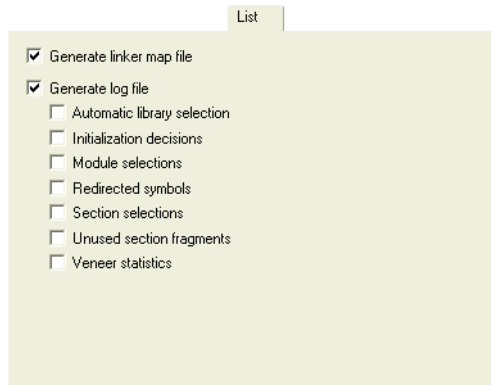 List
Generate linker map file
Generate log file
Automatic library selection
Initialization decisions
Module selections
Redirected symbols
Section selections
Unused section fragments
Veneer statistics